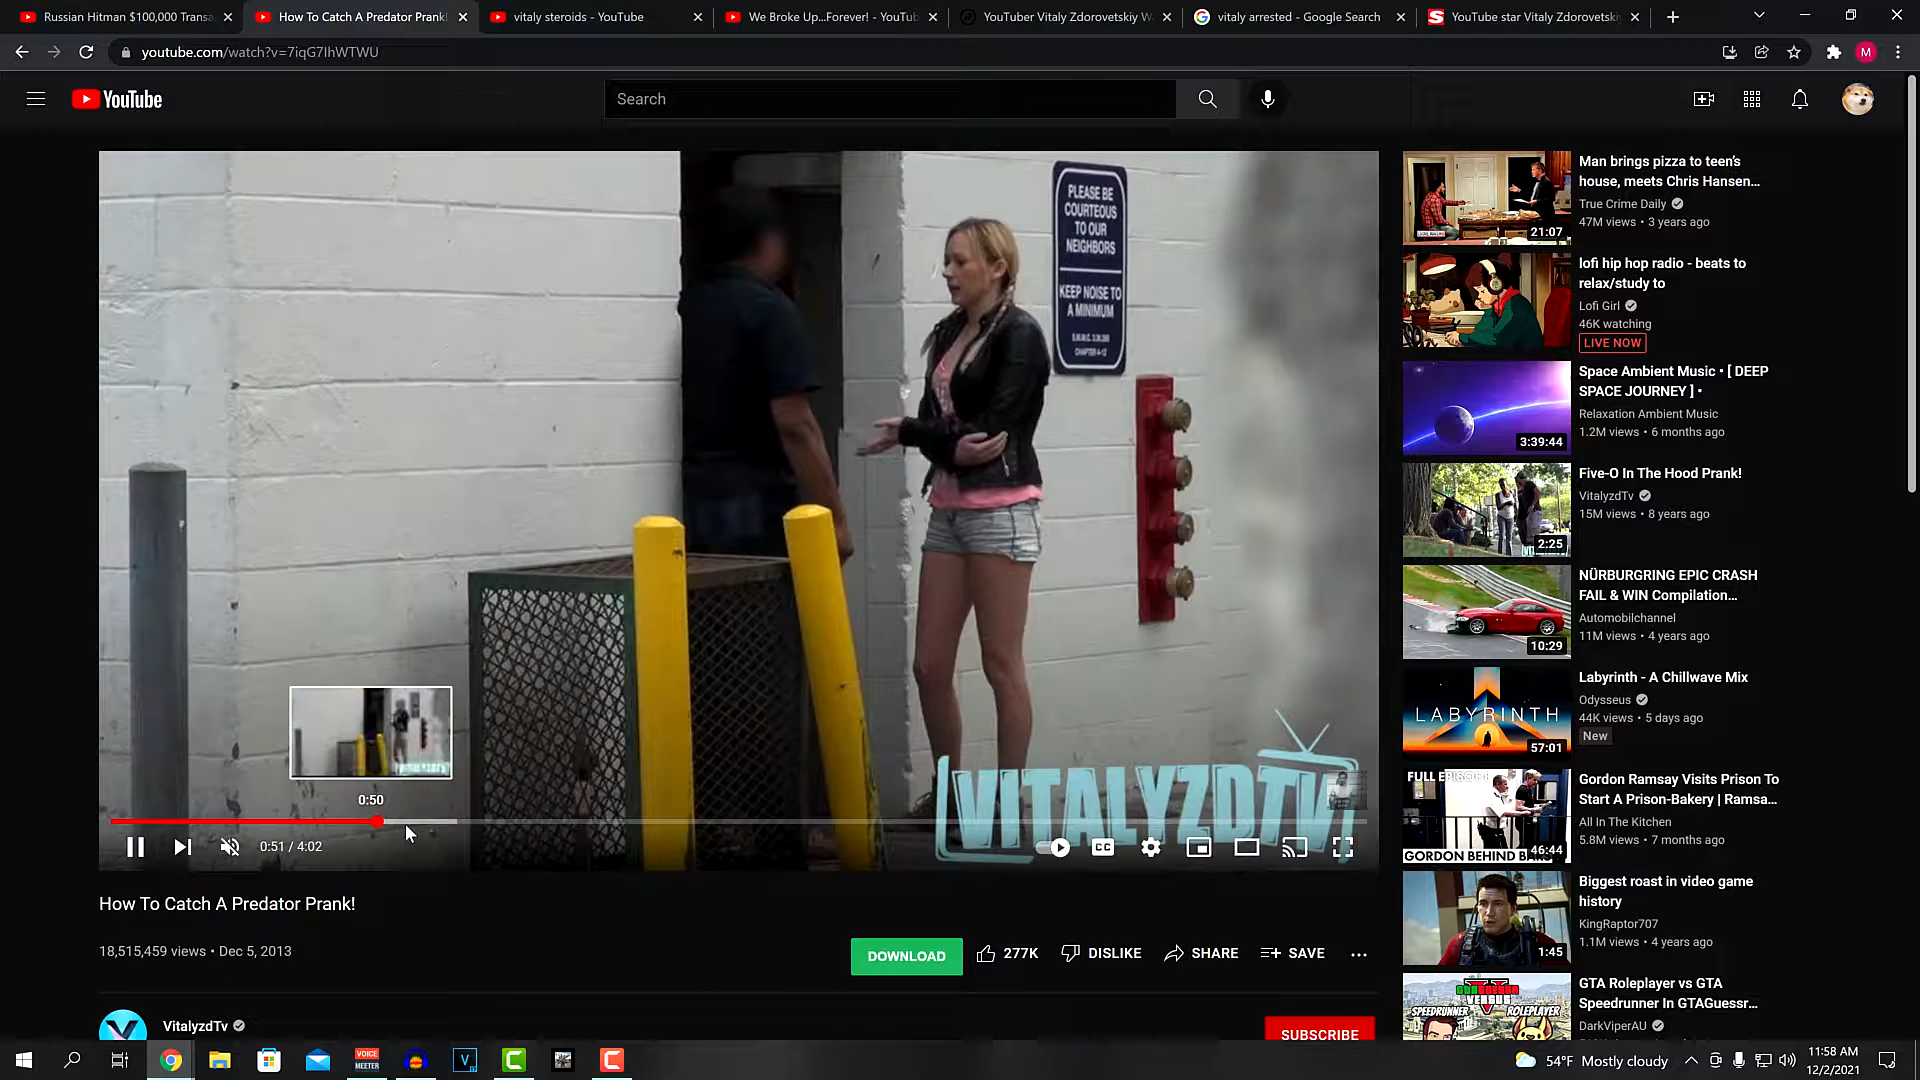 Russian Hitman $100,000 Transa
How To Catch A Predator Prank!
vitaly steroids - YouTube
We Broke Up...Forever! - YouTub
YouTuber Vitaly Zdorovetskiy W
vitaly arrested - Google Search
YouTube star Vitaly Zdorovetski
youtube.com/watch?v=7iqG7lhWTWU
M
YouTube
Search
PLEASE BE
COURTEOUS
TO OUR
NEIGHBORS
KEEP NOISE TO
A MINIMUM
CHAPTER 4-12
VITALYZDTV
0:50
0:51 / 4:02
CC
How To Catch A Predator Prank!
18,515,459 views • Dec 5, 2013
DOWNLOAD
277K
DISLIKE
SHARE
SAVE
VitalyzdTv
SUBSCRIBE
Man brings pizza to teen's
house, meets Chris Hansen...
True Crime Daily
47M views • 3 years ago
21:07
lofi hip hop radio - beats to
relax/study to
Lofi Girl
46K watching
LIVE NOW
Space Ambient Music • [ DEEP
SPACE JOURNEY ] •
Relaxation Ambient Music
1.2M views • 6 months ago
3:39:44
Five-O In The Hood Prank!
VitalyzdTv
15M views • 8 years ago
2:25
NÜRBURGRING EPIC CRASH
FAIL & WIN Compilation...
Automobilchannel
11M views • 4 years ago
10:29
Labyrinth - A Chillwave Mix
Odysseus
44K views • 5 days ago
New
LABYRINTH
57:01
Gordon Ramsay Visits Prison To
Start A Prison-Bakery | Ramsa...
All In The Kitchen
5.8M views • 7 months ago
FULL EPISODE
GORDON BEHIND BARS
46:44
Biggest roast in video game
history
KingRaptor707
1.1M views • 4 years ago
1:45
GTA Roleplayer vs GTA
Speedrunner In GTAGuessr...
DarkViperAU
GTAGUESSR
VERSUS
SPEEDRUNNER
ROLEPLAYER
VOICE
MEETER
54°F Mostly cloudy
11:58 AM
12/2/2021